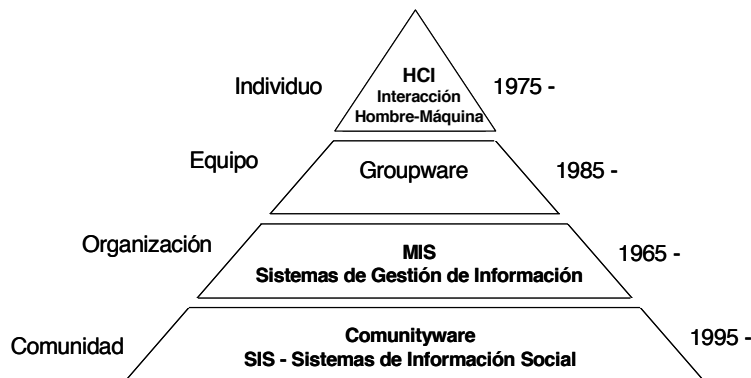 Individuo
HCI
Interacción
Hombre-Máquina
1975 -
Equipo
Groupware
1985 -
Organización
MIS
Sistemas de Gestión de Información
1965 -
Comunidad
Comunityware
SIS - Sistemas de Información Social
1995 -